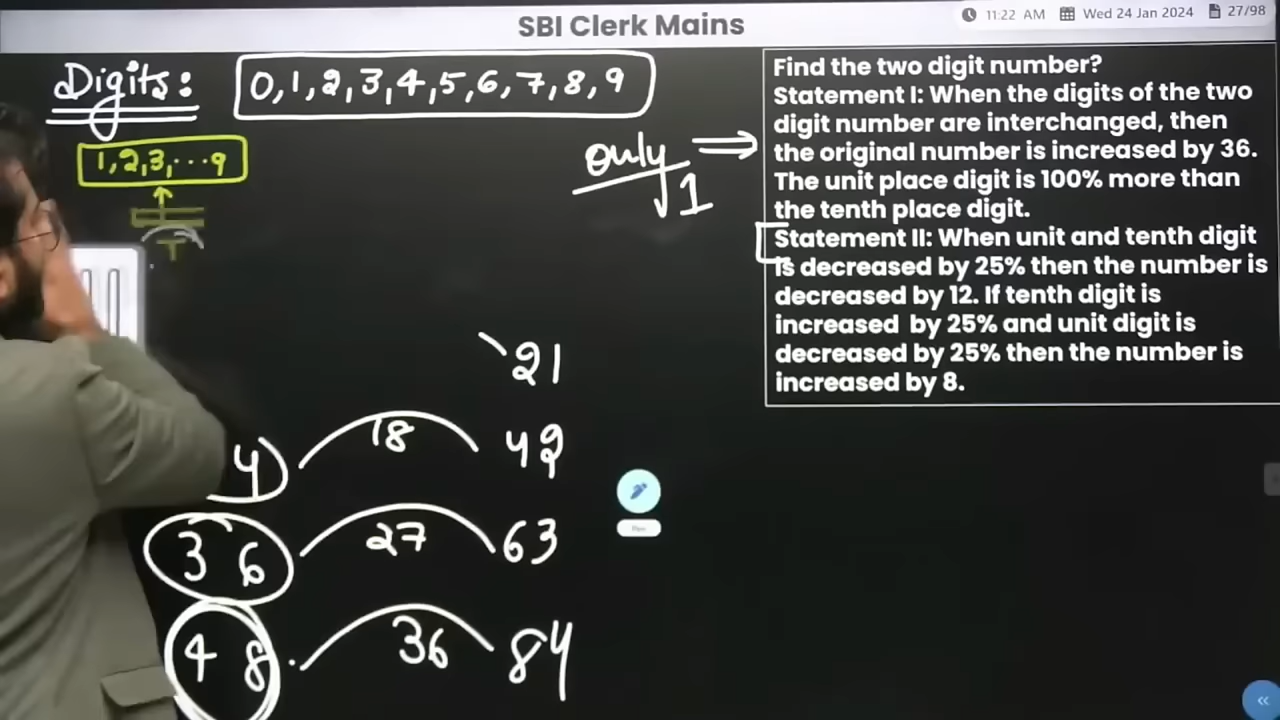 SBI Clerk Mains
11:22 AM Wed 24 Jan 2024 27/98
Digits: 0,1,2,3,4,5,6,7,8,9
1,2,3,...9
T
only 1
Find the two digit number?
Statement I: When the digits of the two
digit number are interchanged, then
the original number is increased by 36.
The unit place digit is 100% more than
the tenth place digit.
Statement II: When unit and tenth digit
is decreased by 25% then the number is
decreased by 12. If tenth digit is
increased by 25% and unit digit is
decreased by 25% then the number is
increased by 8.
21
4 18 42
3 6 27 63
4 8 36 84